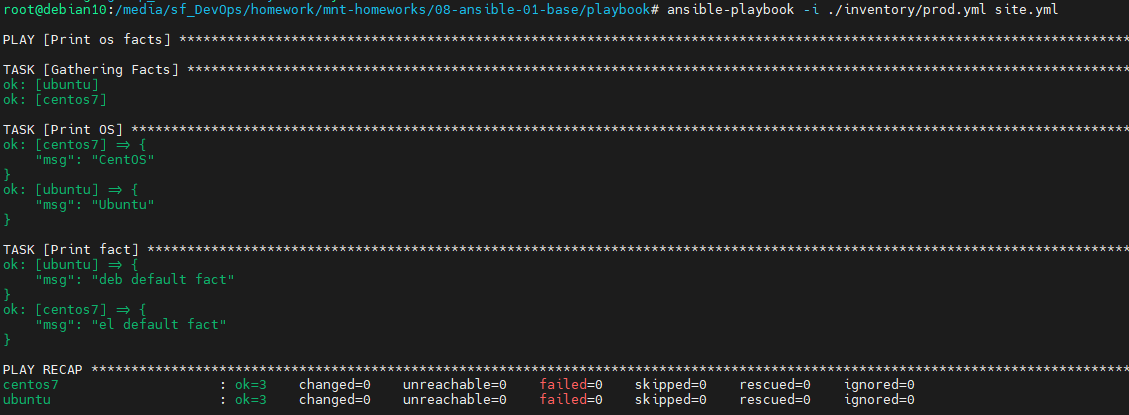 root@debian10:/media/sf_DevOps/homework/mnt-homeworks/08-ansible-01-base/playbook# ansible-playbook -i ./inventory/prod.yml site.yml
PLAY [Print os facts] ***********************************************************************************************************************
TASK [Gathering Facts] **********************************************************************************************************************
ok: [ubuntu]
ok: [centos7]
TASK [Print OS] *****************************************************************************************************************************
ok: [centos7] => {
    "msg": "CentOS"
}
ok: [ubuntu] => {
    "msg": "Ubuntu"
}
TASK [Print fact] ***************************************************************************************************************************
ok: [ubuntu] => {
    "msg": "deb default fact"
}
ok: [centos7] => {
    "msg": "el default fact"
}
PLAY RECAP **********************************************************************************************************************************
centos7                    : ok=3    changed=0    unreachable=0    failed=0    skipped=0    rescued=0    ignored=0
ubuntu                     : ok=3    changed=0    unreachable=0    failed=0    skipped=0    rescued=0    ignored=0